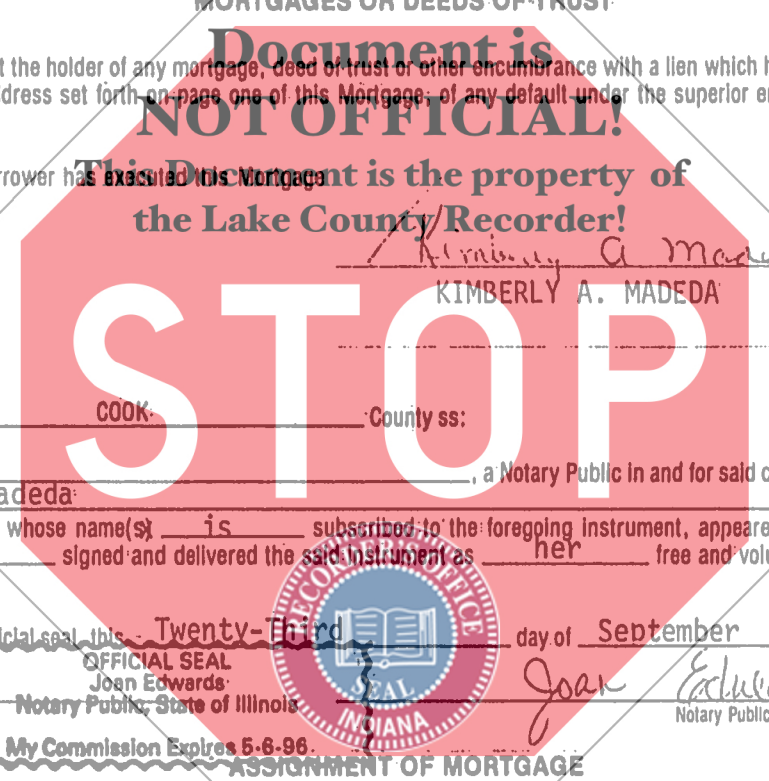 MORTGAGES OR DEEDS OF TRUST
Document is
t the holder of any mortgage, deed of trust or other encumbrance with a lien which h
dress set forth on page one of this Mortgage, of any default under the superior e
NOT OFFICIAL!
rrower has executed this Mortgage
This Document is the property of
the Lake County Recorder!
Kimberly A Made
KIMBERLY A. MADEDA
STOP
COOK County ss:
, a Notary Public in and for said c
adeda
whose name(s) is subscribed to the foregoing instrument, appeare
signed and delivered the said instrument as her free and volu
RECORDER'S OFFICE
icial seal, this Twenty-Third day of September
OFFICIAL SEAL
Joan Edwards
Notary Public, State of Illinois
My Commission Expires 5-6-96
SEAL
INDIANA
Joan Edwa
Notary Public
ASSIGNMENT OF MORTGAGE